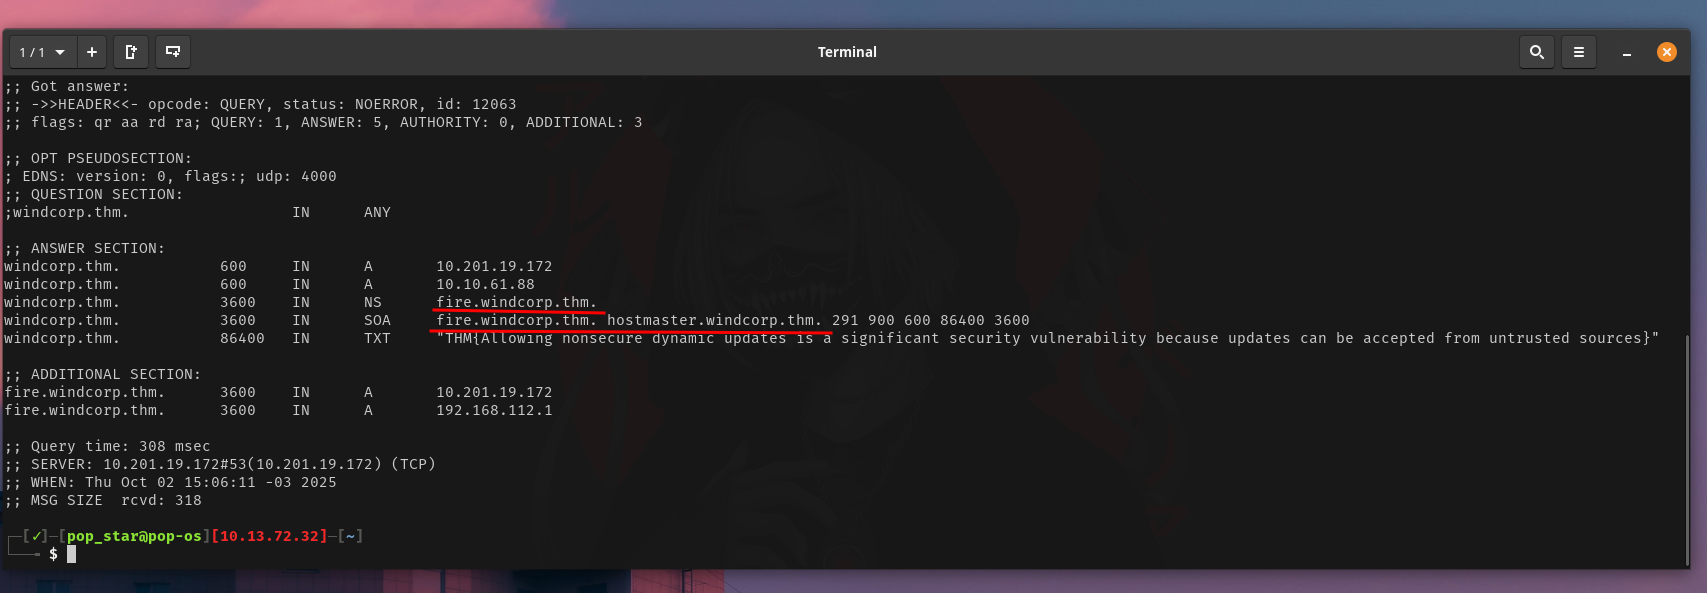 1 / 1
Terminal
;; Got answer:
;; ->>HEADER<<- opcode: QUERY, status: NOERROR, id: 12063
;; flags: qr aa rd ra; QUERY: 1, ANSWER: 5, AUTHORITY: 0, ADDITIONAL: 3
;; OPT PSEUDOSECTION:
; EDNS: version: 0, flags:; udp: 4000
;; QUESTION SECTION:
;windcorp.thm. IN ANY
;; ANSWER SECTION:
windcorp.thm. 600 IN A 10.201.19.172
windcorp.thm. 600 IN A 10.10.61.88
windcorp.thm. 3600 IN NS fire.windcorp.thm.
windcorp.thm. 3600 IN SOA fire.windcorp.thm. hostmaster.windcorp.thm. 291 900 600 86400 3600
windcorp.thm. 86400 IN TXT "THM{Allowing nonsecure dynamic updates is a significant security vulnerability because updates can be accepted from untrusted sources}"
;; ADDITIONAL SECTION:
fire.windcorp.thm. 3600 IN A 10.201.19.172
fire.windcorp.thm. 3600 IN A 192.168.112.1
;; Query time: 308 msec
;; SERVER: 10.201.19.172#53(10.201.19.172) (TCP)
;; WHEN: Thu Oct 02 15:06:11 -03 2025
;; MSG SIZE rcvd: 318
┌─[✓]─[pop_star@pop-os][10.13.72.32]─[~]
└──╼ $